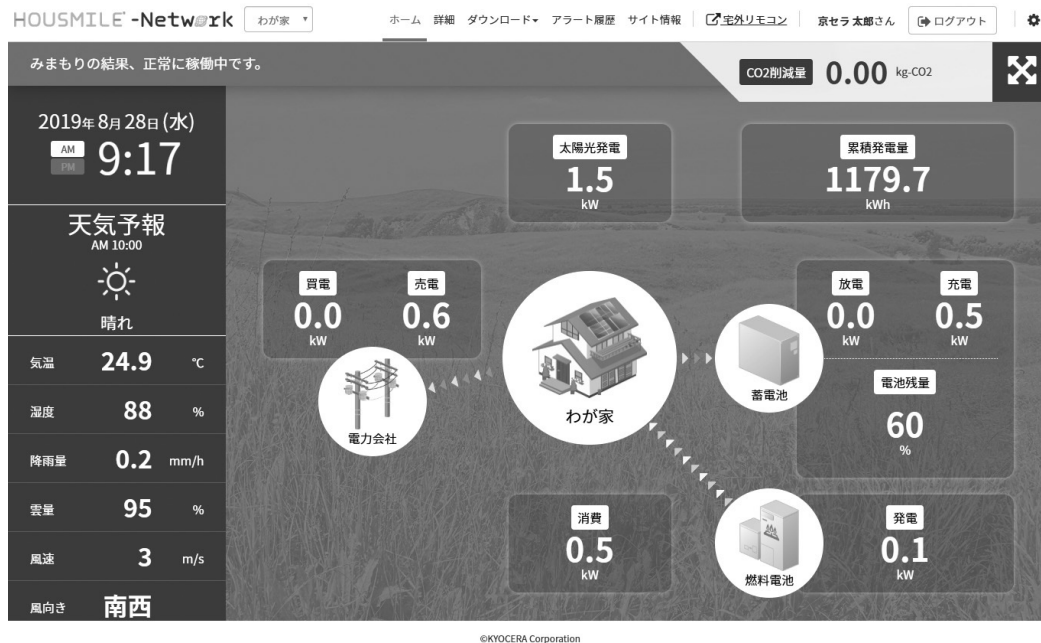 HOUSMILE-Network
わが家
ホーム 詳細 ダウンロード アラート履歴 サイト情報 宅外リモコン 京セラ 太郎さん ログアウト
みまもりの結果、正常に稼働中です。
CO2削減量 0.00 kg-CO2
2019年 8月 28日 (水)
AM
PM
9:17
天気予報
AM 10:00
晴れ
気温 24.9 ℃
湿度 88 %
降雨量 0.2 mm/h
雲量 95 %
風速 3 m/s
風向き 南西
太陽光発電
1.5
kW
累積発電量
1179.7
kWh
買電 売電
0.0 0.6
kW kW
電力会社
わが家
蓄電池
放電 充電
0.0 0.5
kW kW
電池残量
60
%
消費
0.5
kW
燃料電池
発電
0.1
kW
©KYOCERA Corporation